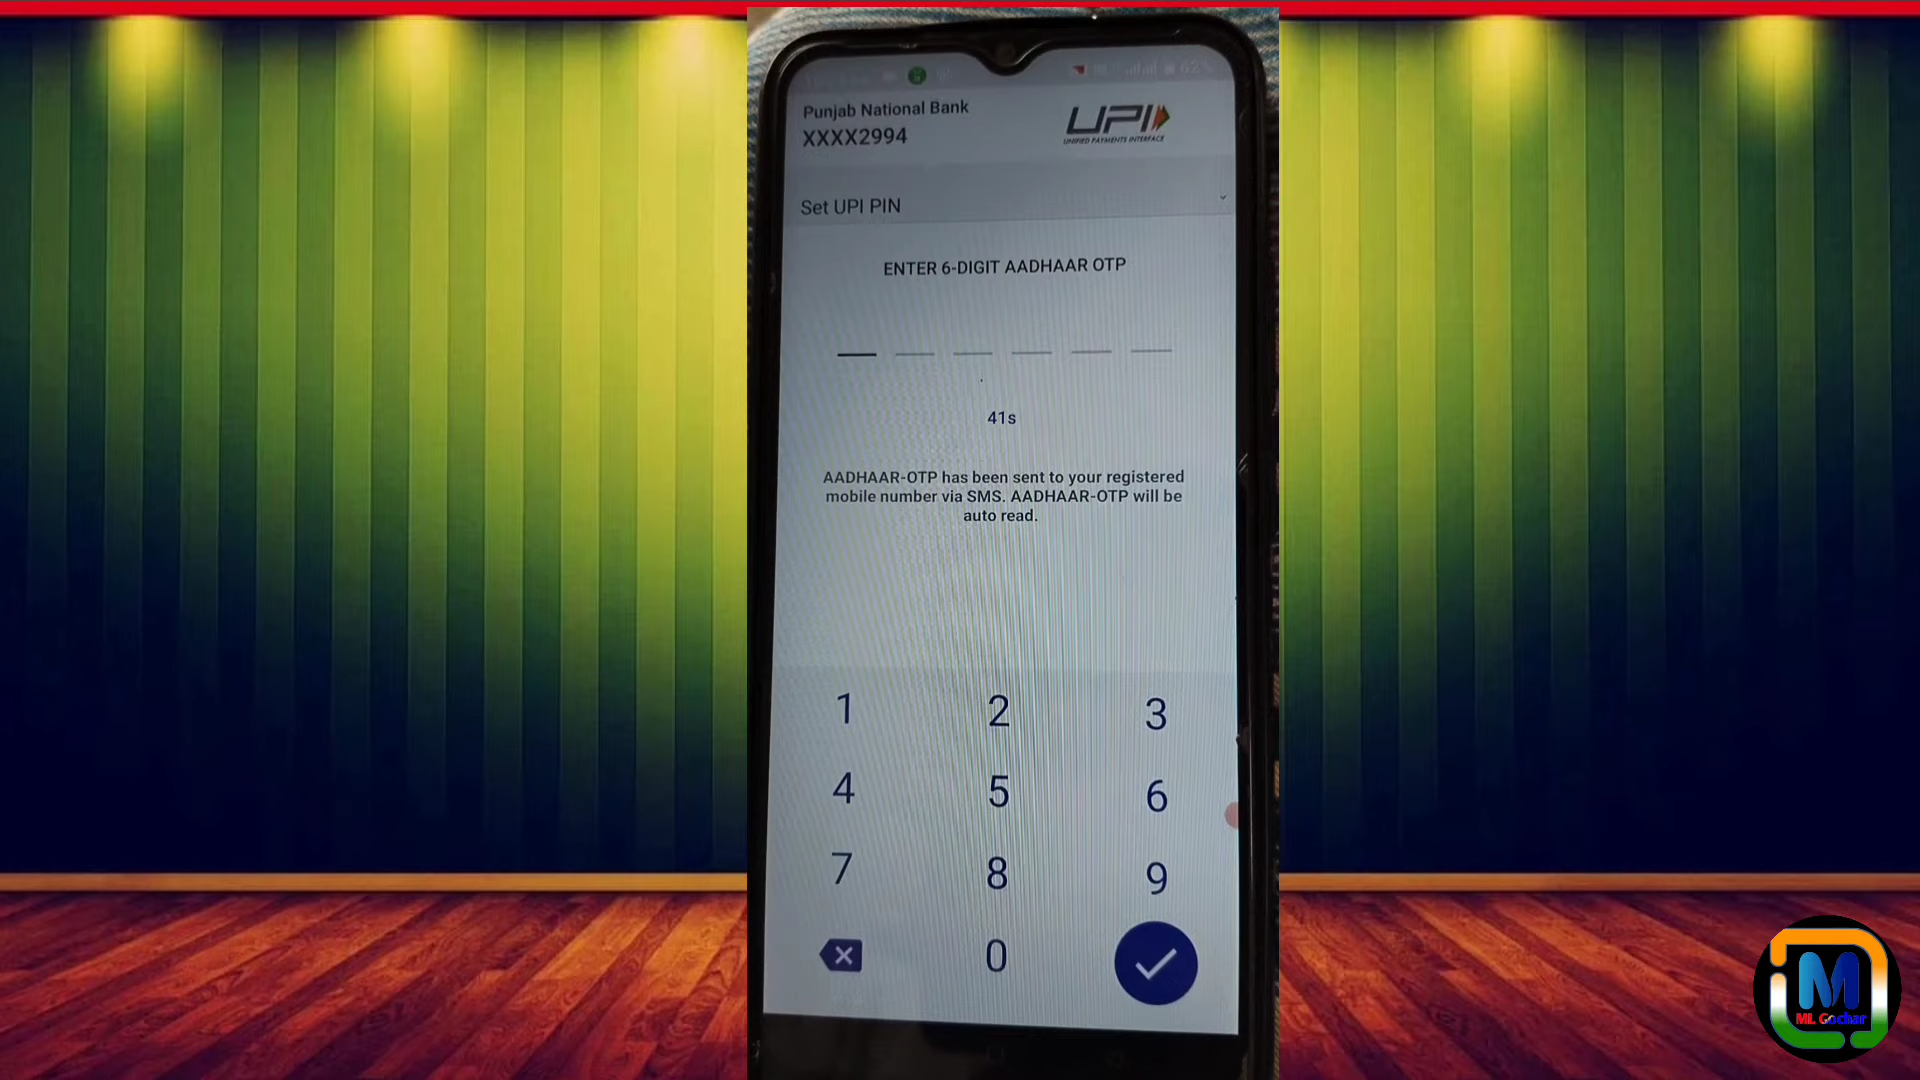 62%
Punjab National Bank
XXXX2994
UPI
UNIFIED PAYMENTS INTERFACE
Set UPI PIN
ENTER 6-DIGIT AADHAAR OTP
41s
AADHAAR-OTP has been sent to your registered
mobile number via SMS. AADHAAR-OTP will be
auto read.
1 2 3
4 5 6
7 8 9
0
M
ML Gochar